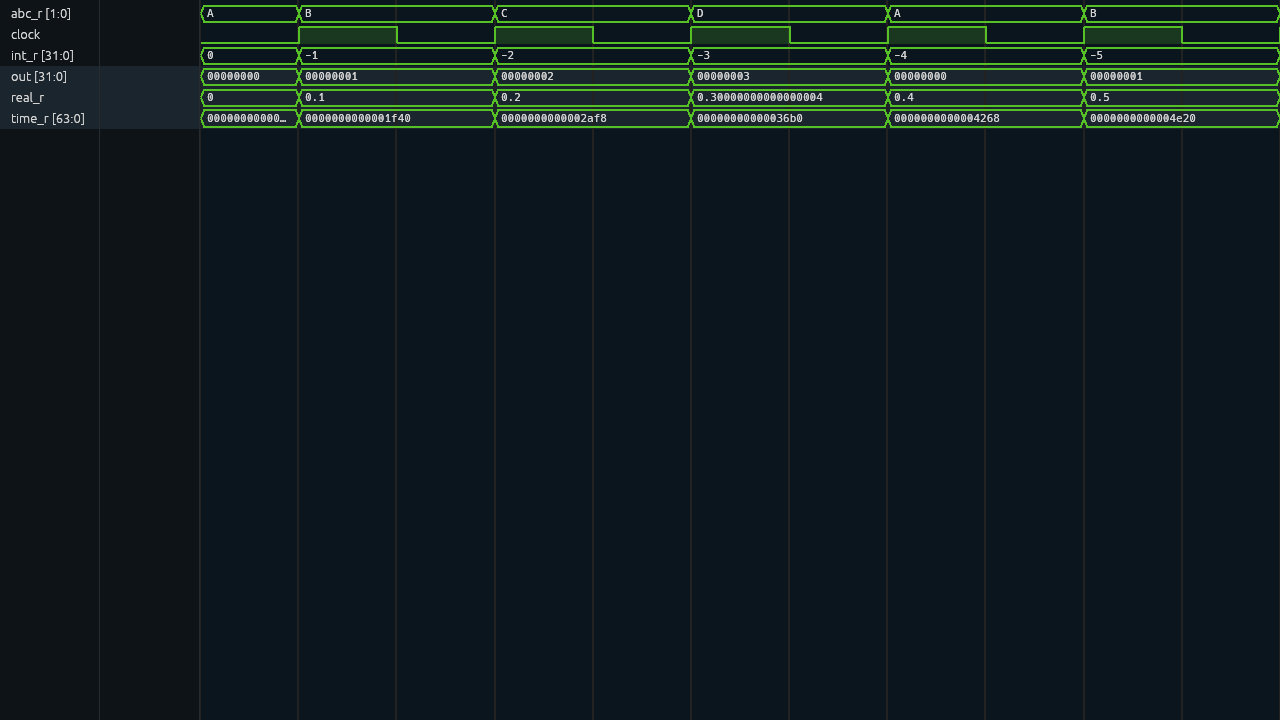 abc_r [1:0] A B C D A B
clock
int_r [31:0] 0 -1 -2 -3 -4 -5
out [31:0] 00000000 00000001 00000002 00000003 00000000 00000001
real_r 0 0.1 0.2 0.30000000000000004 0.4 0.5
time_r [63:0] 00000000000… 0000000000001f40 0000000000002af8 00000000000036b0 0000000000004268 0000000000004e20